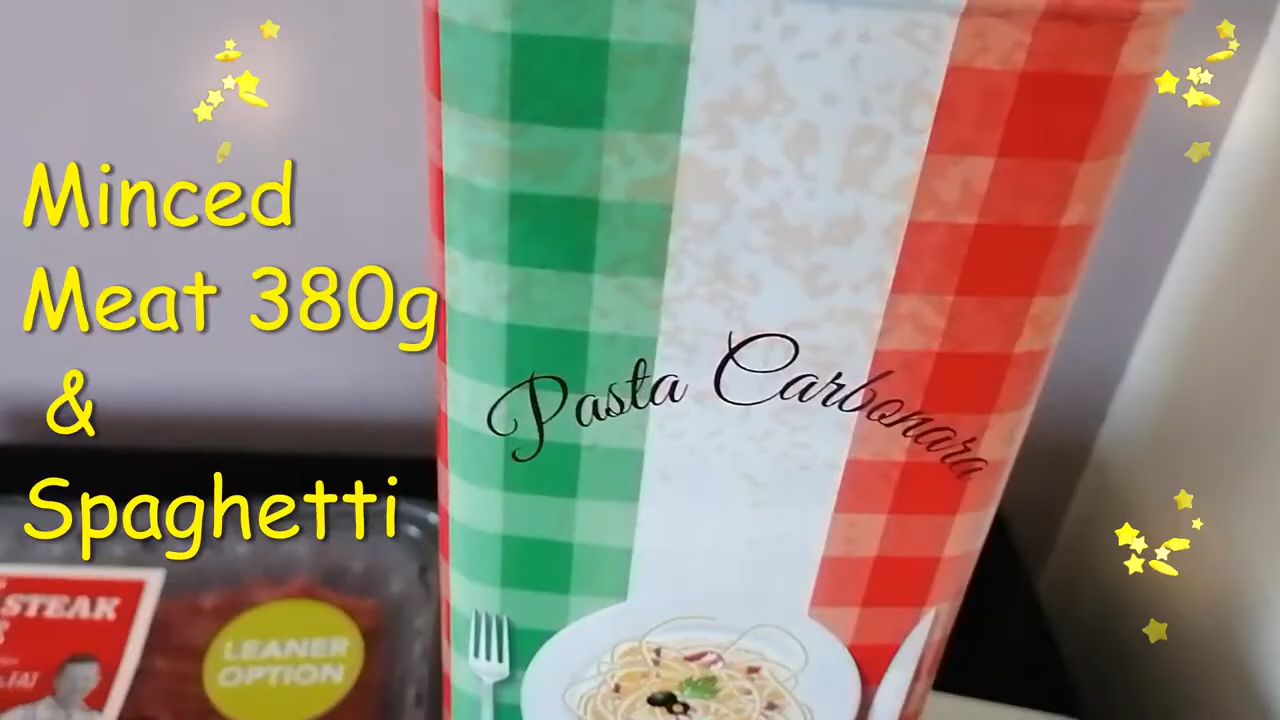 Minced
Meat 380g
&
Spaghetti
Pasta Carbonara
STEAK
LEANER
OPTION